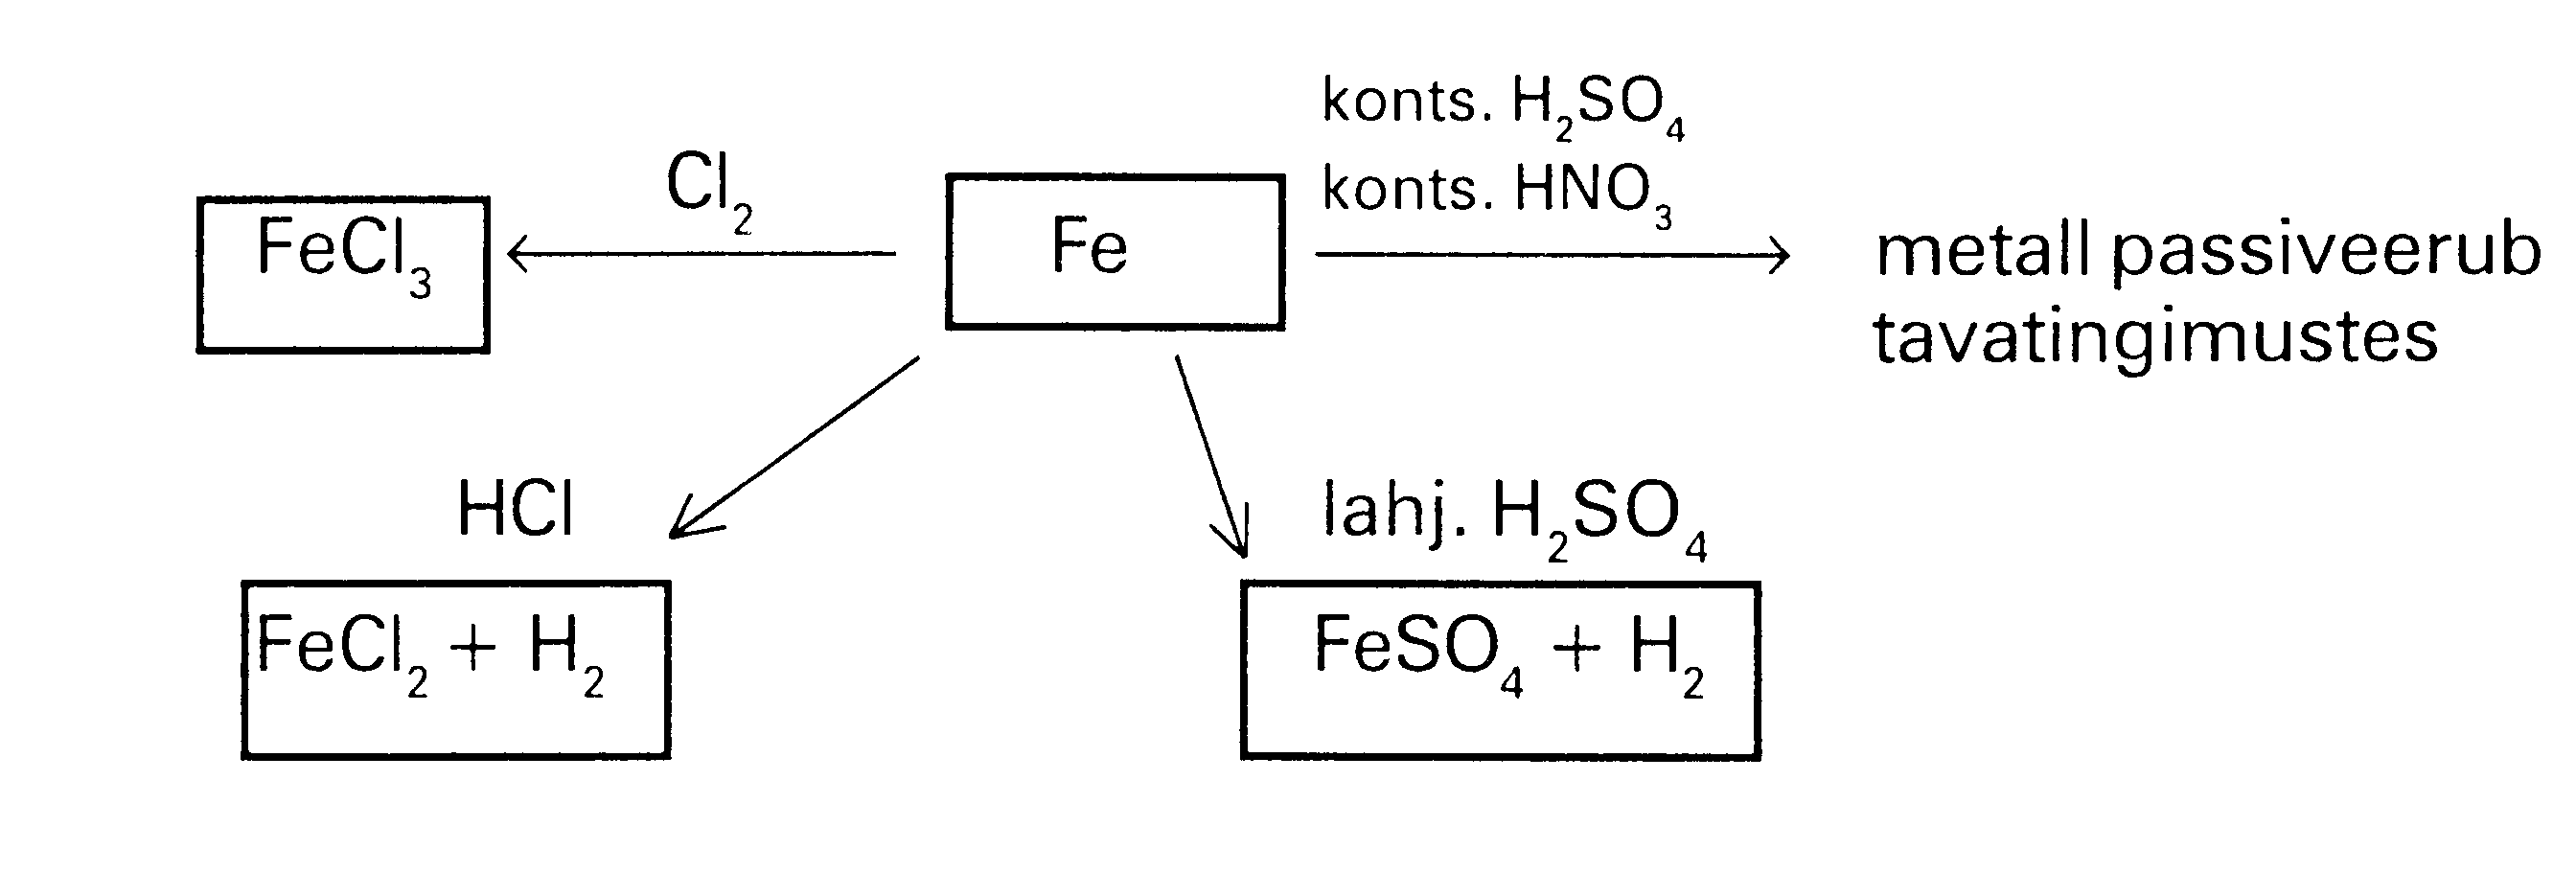 konts. H₂SO₄
konts. HNO₃
Cl₂
FeCl₃
Fe
metall passiveerub
tavatingimustes
HCl
lahj. H₂SO₄
FeCl₂ + H₂
FeSO₄ + H₂